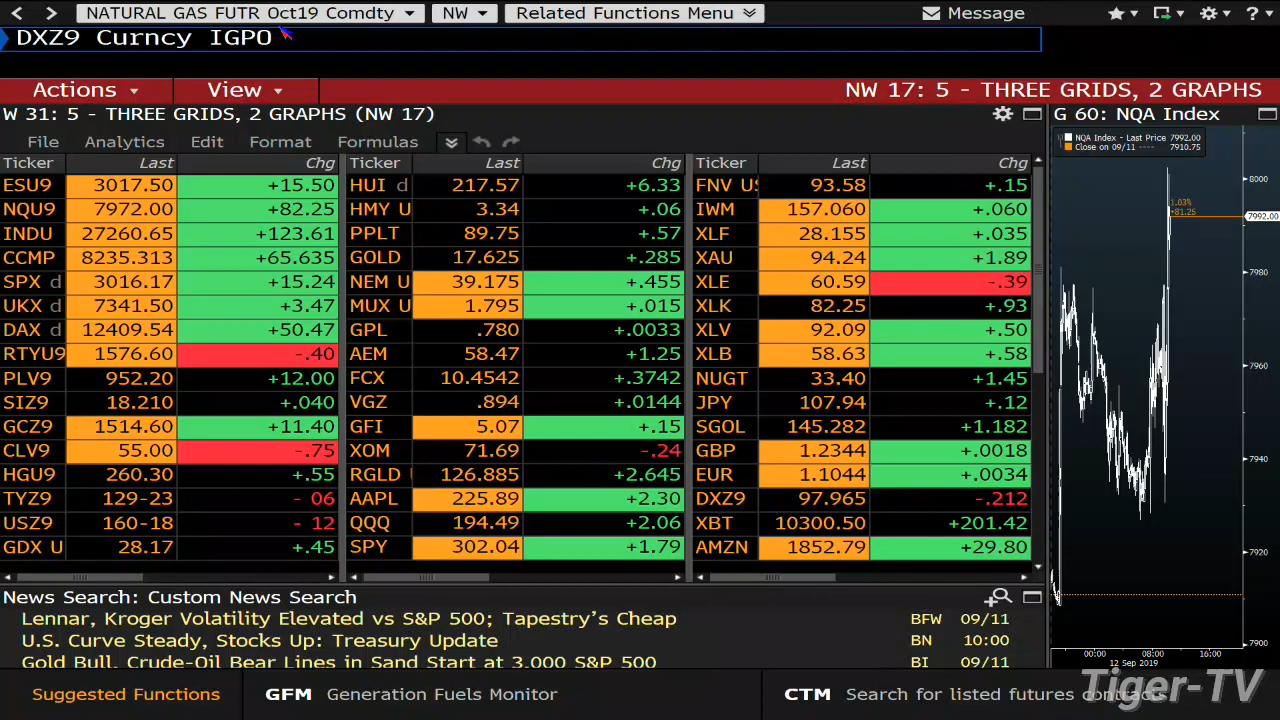 NATURAL GAS FUTR Oct19 Comdty NW Related Functions Menu Message ?
DXZ9 Curncy IGPO
Actions View NW 17: 5 - THREE GRIDS, 2 GRAPHS
W 31: 5 - THREE GRIDS, 2 GRAPHS (NW 17) G 60: NQA Index
File Analytics Edit Format Formulas
NQA Index - Last Price 7992.00
Close on 09/11 ---- 7910.75
Ticker Last Chg Ticker Last Chg Ticker Last Chg
ESU9 3017.50 +15.50 HUI d 217.57 +6.33 FNV US 93.58 +.15
NQU9 7972.00 +82.25 HMY U 3.34 +.06 IWM 157.060 +.060
INDU 27260.65 +123.61 PPLT 89.75 +.57 XLF 28.155 +.035
CCMP 8235.313 +65.635 GOLD 17.625 +.285 XAU 94.24 +1.89
SPX d 3016.17 +15.24 NEM U 39.175 +.455 XLE 60.59 -.39
UKX d 7341.50 +3.47 MUX U 1.795 +.015 XLK 82.25 +.93
DAX d 12409.54 +50.47 GPL .780 +.0033 XLV 92.09 +.50
RTYU9 1576.60 -.40 AEM 58.47 +1.25 XLB 58.63 +.58
PLV9 952.20 +12.00 FCX 10.4542 +.3742 NUGT 33.40 +1.45
SIZ9 18.210 +.040 VGZ .894 +.0144 JPY 107.94 +.12
GCZ9 1514.60 +11.40 GFI 5.07 +.15 SGOL 145.282 +1.182
CLV9 55.00 -.75 XOM 71.69 -.24 GBP 1.2344 +.0018
HGU9 260.30 +.55 RGLD 126.885 +2.645 EUR 1.1044 +.0034
TYZ9 129-23 - 06 AAPL 225.89 +2.30 DXZ9 97.965 -.212
USZ9 160-18 - 12 QQQ 194.49 +2.06 XBT 10300.50 +201.42
GDX U 28.17 +.45 SPY 302.04 +1.79 AMZN 1852.79 +29.80
8000
1.03%
+81.25
7992.00
7980
7960
7940
7920
7900
00:00 08:00 16:00
12 Sep 2019
News Search: Custom News Search
Lennar, Kroger Volatility Elevated vs S&P 500; Tapestry's Cheap BFW 09/11
U.S. Curve Steady, Stocks Up: Treasury Update BN 10:00
Gold Bull, Crude-Oil Bear Lines in Sand Start at 3,000 S&P 500 BI 09/11
Suggested Functions GFM Generation Fuels Monitor CTM Search for listed futures contracts
Tiger-TV